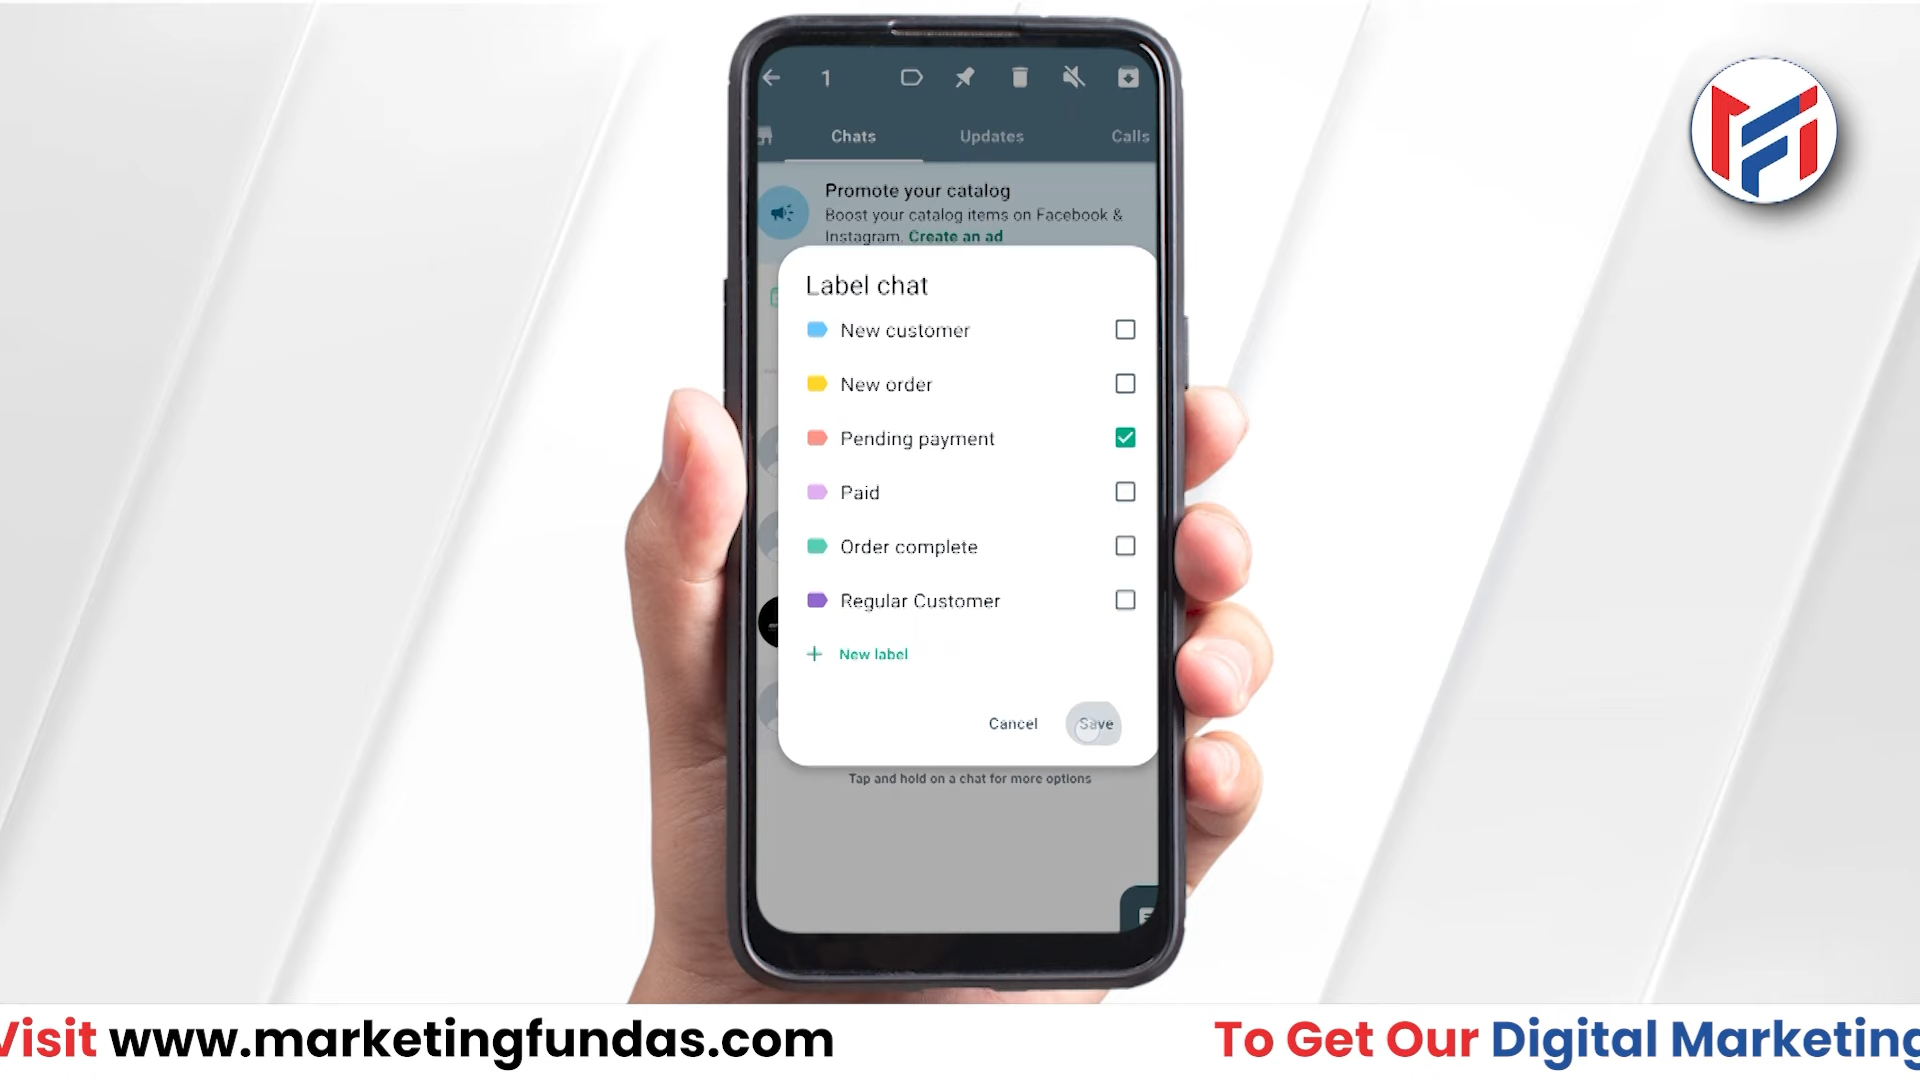 1
Chats Updates Calls
Promote your catalog
Boost your catalog items on Facebook &
Instagram. Create an ad
Label chat
New customer
New order
Pending payment
Paid
Order complete
Regular Customer
+ New label
Cancel Save
Tap and hold on a chat for more options
Visit www.marketingfundas.com To Get Our Digital Marketing